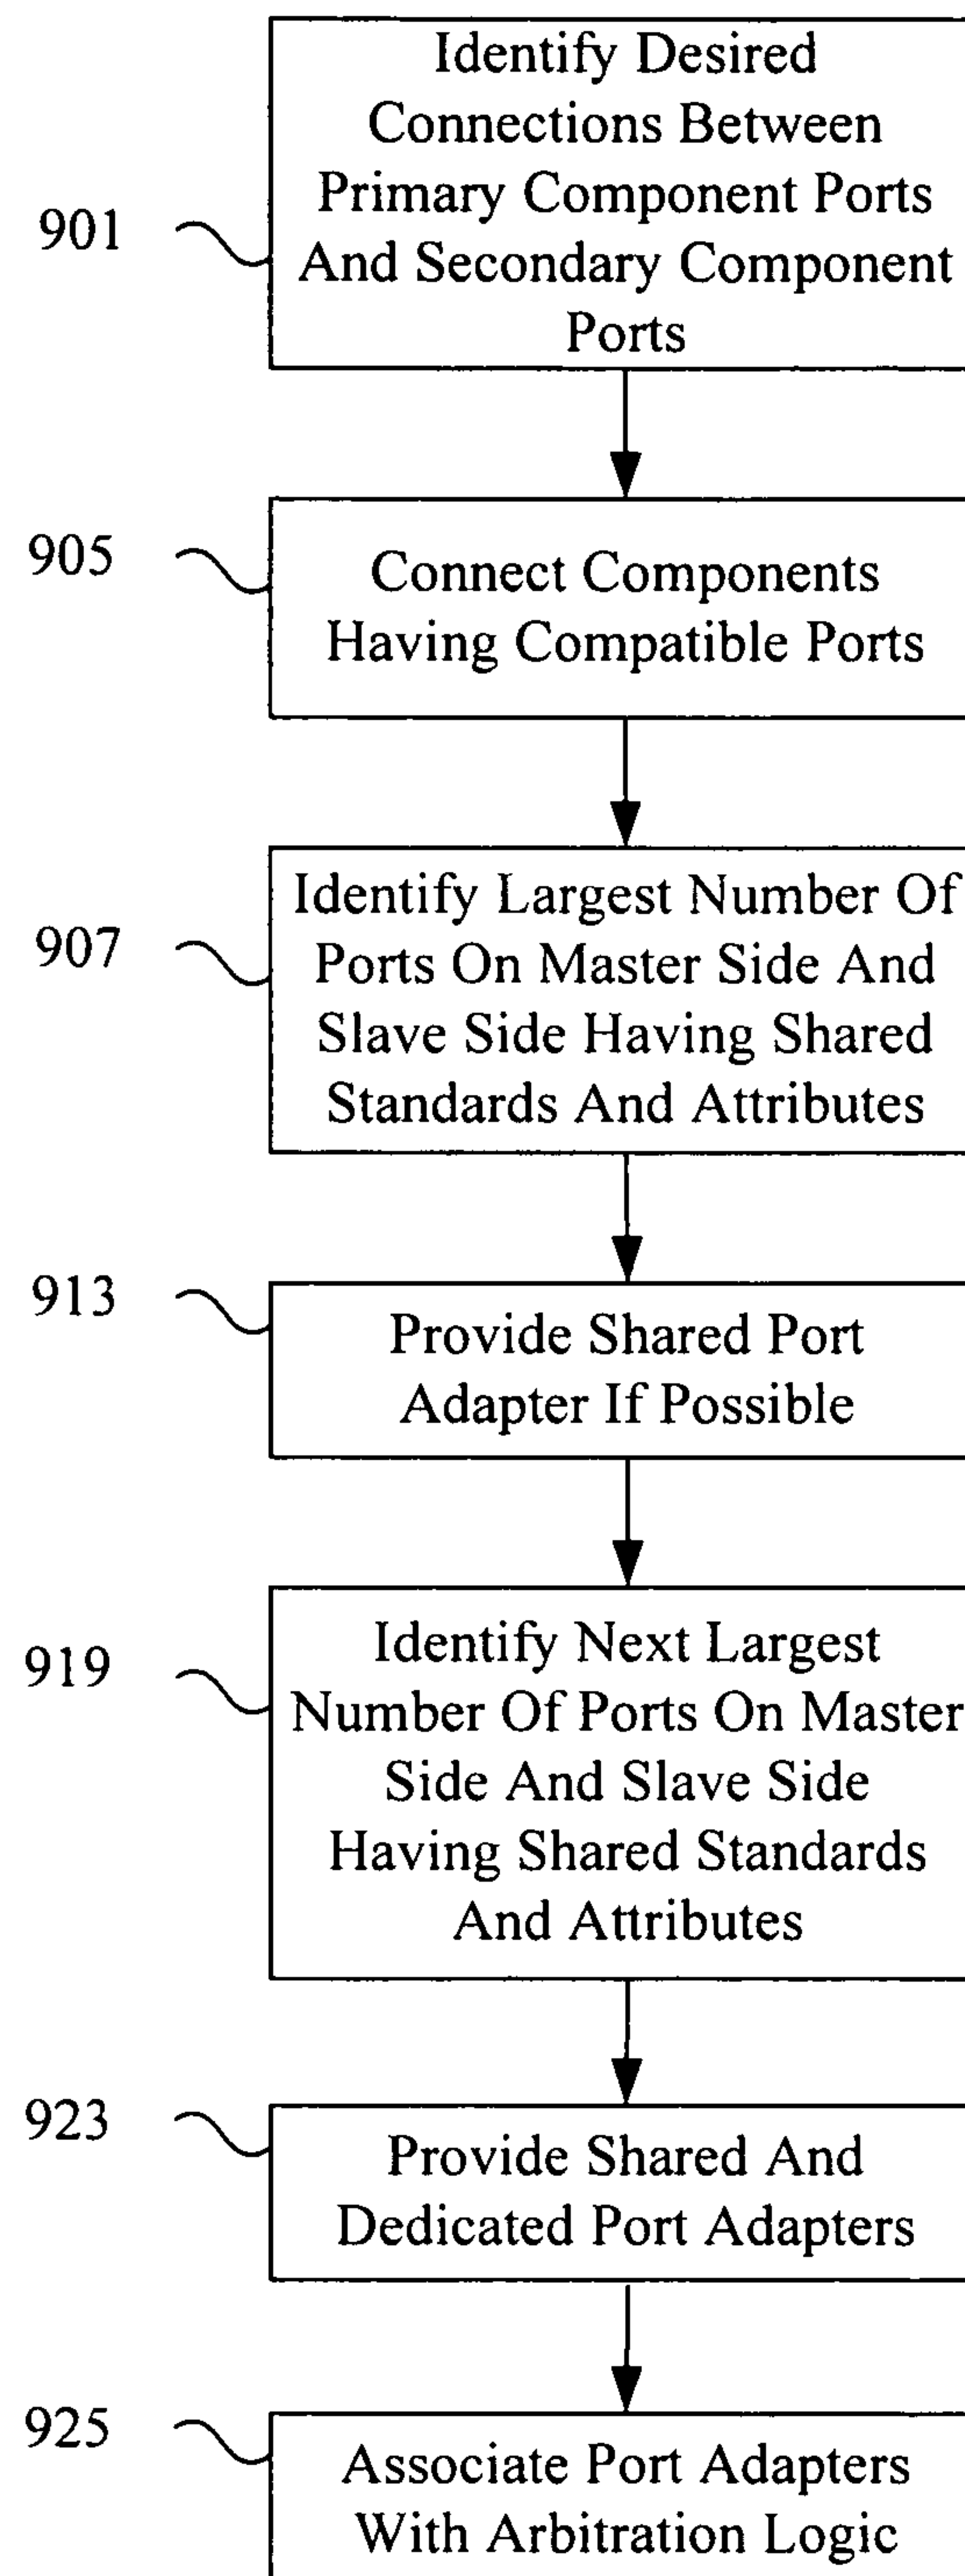 Identify Desired
Connections Between
Primary Component Ports
And Secondary Component
Ports
901
905
Connect Components
Having Compatible Ports
907
Identify Largest Number Of
Ports On Master Side And
Slave Side Having Shared
Standards And Attributes
913
Provide Shared Port
Adapter If Possible
919
Identify Next Largest
Number Of Ports On Master
Side And Slave Side
Having Shared Standards
And Attributes
923
Provide Shared And
Dedicated Port Adapters
925
Associate Port Adapters
With Arbitration Logic